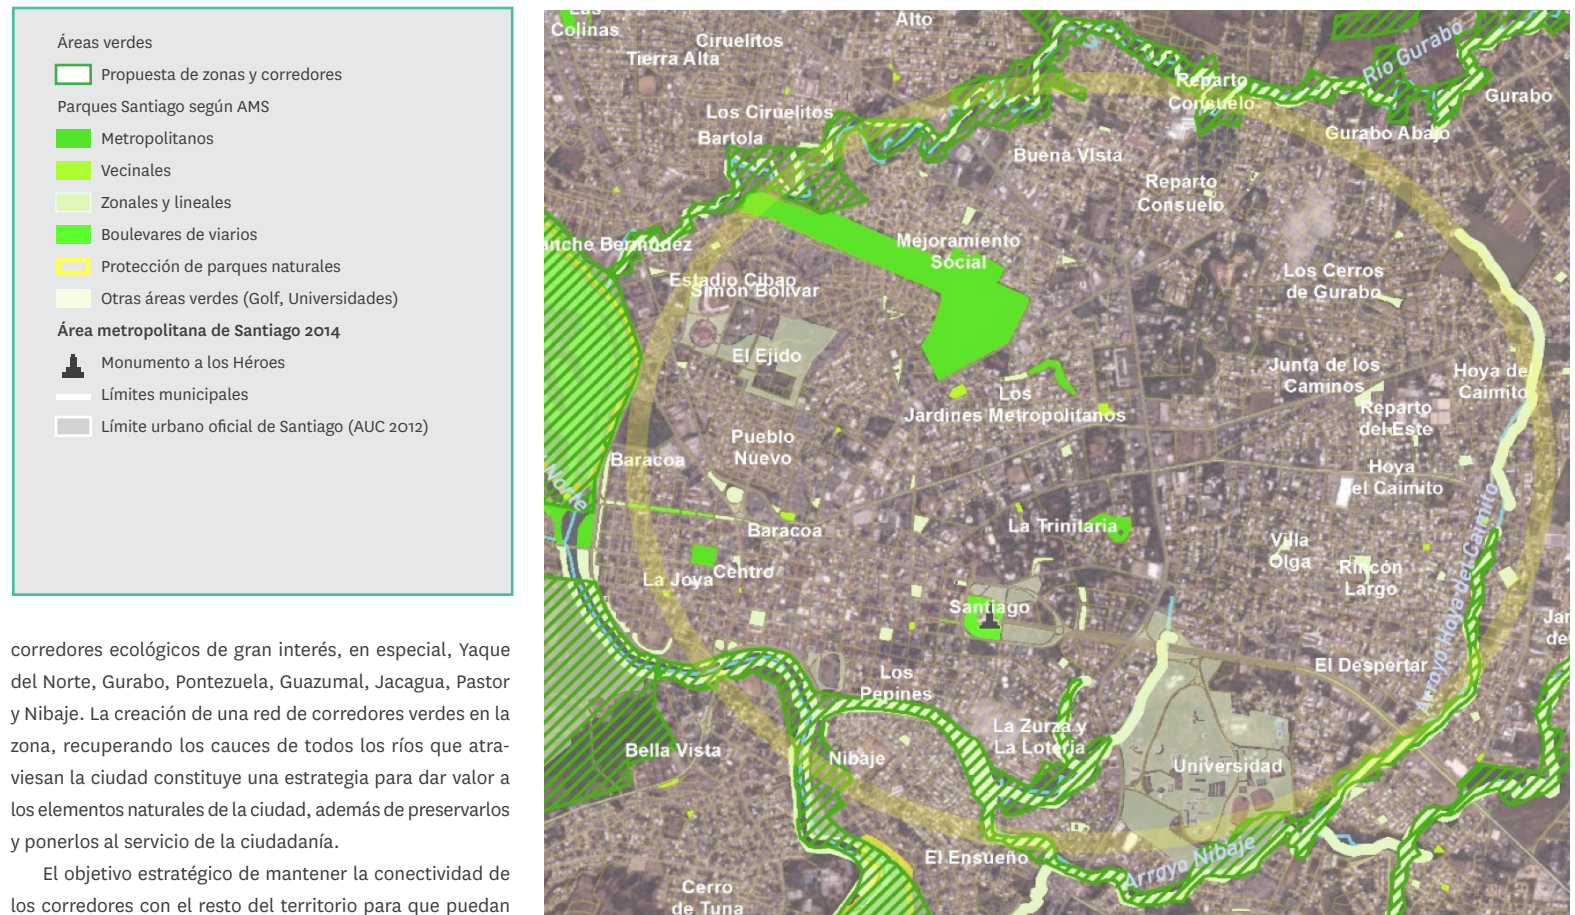 Áreas verdes
Propuesta de zonas y corredores
Parques Santiago según AMS
Metropolitanos
Vecinales
Zonales y lineales
Boulevares de viarios
Protección de parques naturales
Otras áreas verdes (Golf, Universidades)
Área metropolitana de Santiago 2014
Monumento a los Héroes
Límites municipales
Límite urbano oficial de Santiago (AUC 2012)
corredores ecológicos de gran interés, en especial, Yaque
del Norte, Gurabo, Pontezuela, Guazumal, Jacagua, Pastor
y Nibaje. La creación de una red de corredores verdes en la
zona, recuperando los cauces de todos los ríos que atra-
viesan la ciudad constituye una estrategia para dar valor a
los elementos naturales de la ciudad, además de preservarlos
y ponerlos al servicio de la ciudadanía.
El objetivo estratégico de mantener la conectividad de
los corredores con el resto del territorio para que puedan
Las
Colinas
Alto
Ciruelitos
Tierra Alta
Río Gurabo
Reparto
Consuelo
Gurabo
Los Ciruelitos
Bartola
Gurabo Abajo
Buena Vista
Reparto
Consuelo
anche Bermúdez
Mejoramiento
Social
Estadio Cibao
Simón Bolívar
Los Cerros
de Gurabo
El Ejido
Junta de los
Caminos
Hoya del
Caimito
Los
Jardines Metropolitanos
Reparto
del Este
Pueblo
Nuevo
Baracoa
Hoya
del Caimito
Norte
Baracoa
La Trinitaria
Villa
Olga
Rincón
Largo
Centro
La Joya
Santiago
Arroyo Hoya del Caimito
Jar
de
El Despertar
Los
Pepines
La Zurza y
La Lotería
Bella Vista
Nibaje
Universidad
El Ensueño
Arroyo Nibaje
Cerro
de Tuna